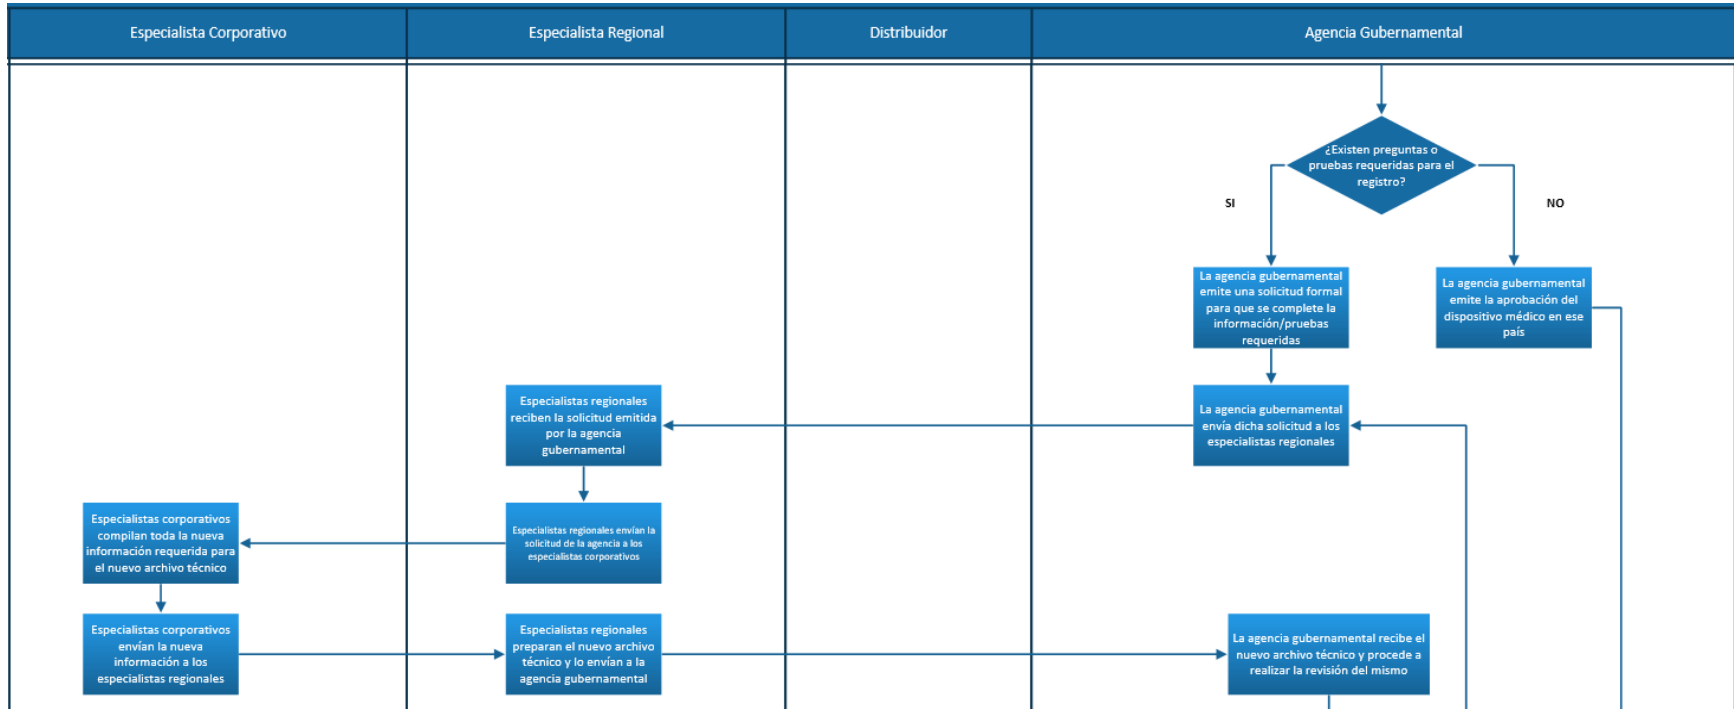 Especialista Corporativo
Especialista Regional
Distribuidor
Agencia Gubernamental
¿Existen preguntas o
pruebas requeridas para el
registro?
SI
NO
La agencia gubernamental
emite una solicitud formal
para que se complete la
información/pruebas
requeridas
La agencia gubernamental
emite la aprobación del
dispositivo médico en ese
país
Especialistas regionales
reciben la solicitud emitida
por la agencia
gubernamental
La agencia gubernamental
envía dicha solicitud a los
especialistas regionales
Especialistas corporativos
compilan toda la nueva
información requerida para
el nuevo archivo técnico
Especialistas regionales envían la
solicitud de la agencia a los
especialistas corporativos
Especialistas corporativos
envían la nueva
información a los
especialistas regionales
Especialistas regionales
preparan el nuevo archivo
técnico y lo envían a la
agencia gubernamental
La agencia gubernamental recibe el
nuevo archivo técnico y procede a
realizar la revisión del mismo